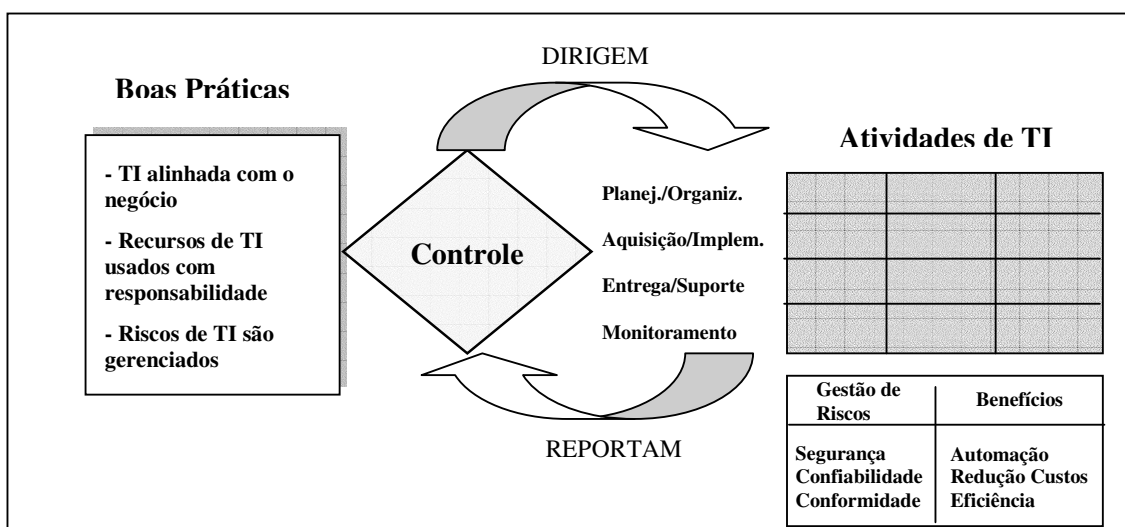 DIRIGEM
Boas Práticas
- TI alinhada com o
negócio
- Recursos de TI
usados com
responsabilidade
- Riscos de TI são
gerenciados
Controle
Planej./Organiz.
Aquisição/Implem.
Entrega/Suporte
Monitoramento
REPORTAM
Atividades de TI
Gestão de
Riscos
Benefícios
Segurança
Confiabilidade
Conformidade
Automação
Redução Custos
Eficiência